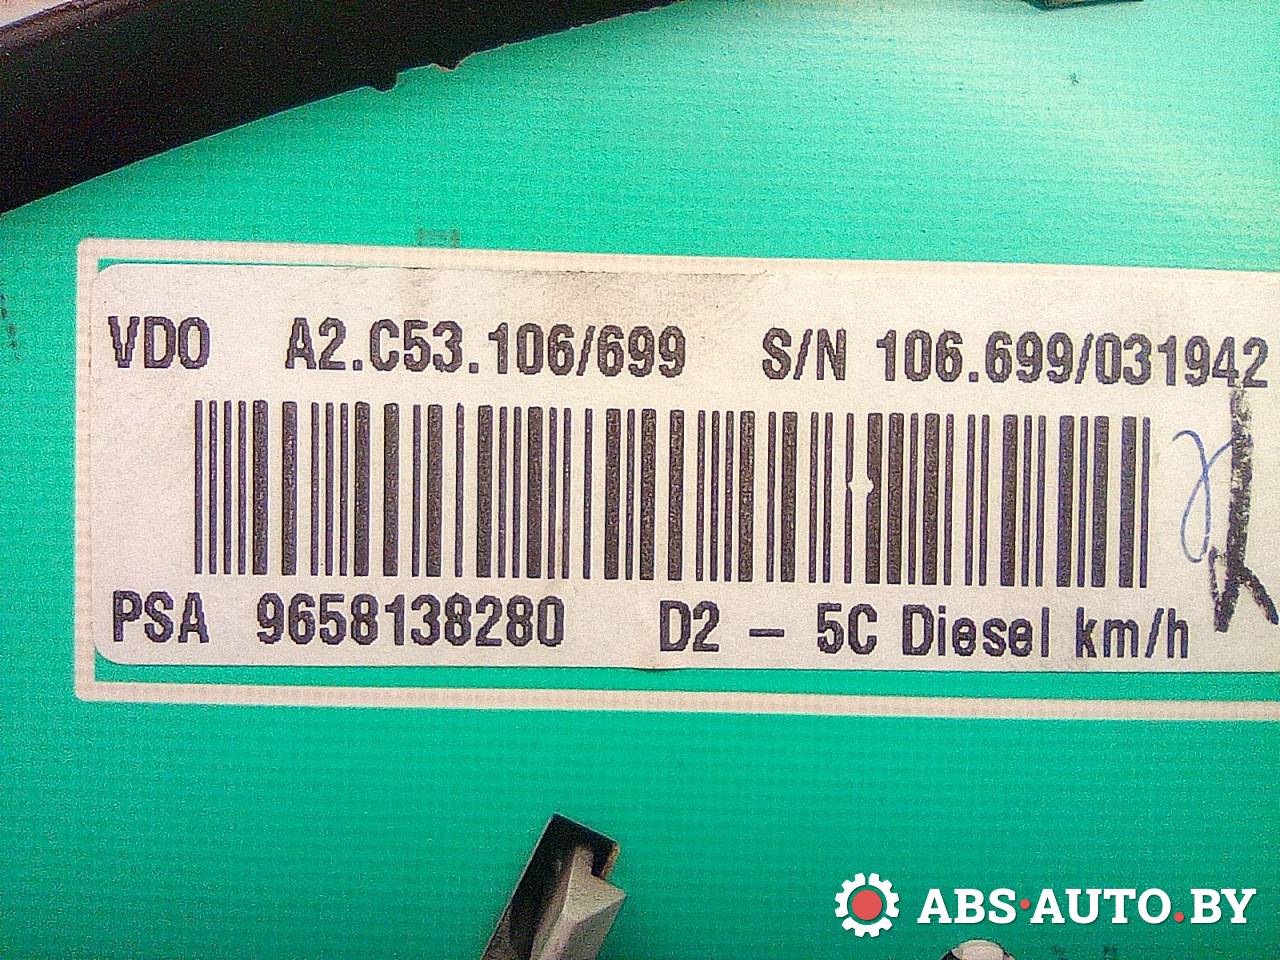 VDO A2.C53.106/699 S/N 106.699/031942
PSA 9658138280 D2 - 5C Diesel km/h
ABS·AUTO.BY